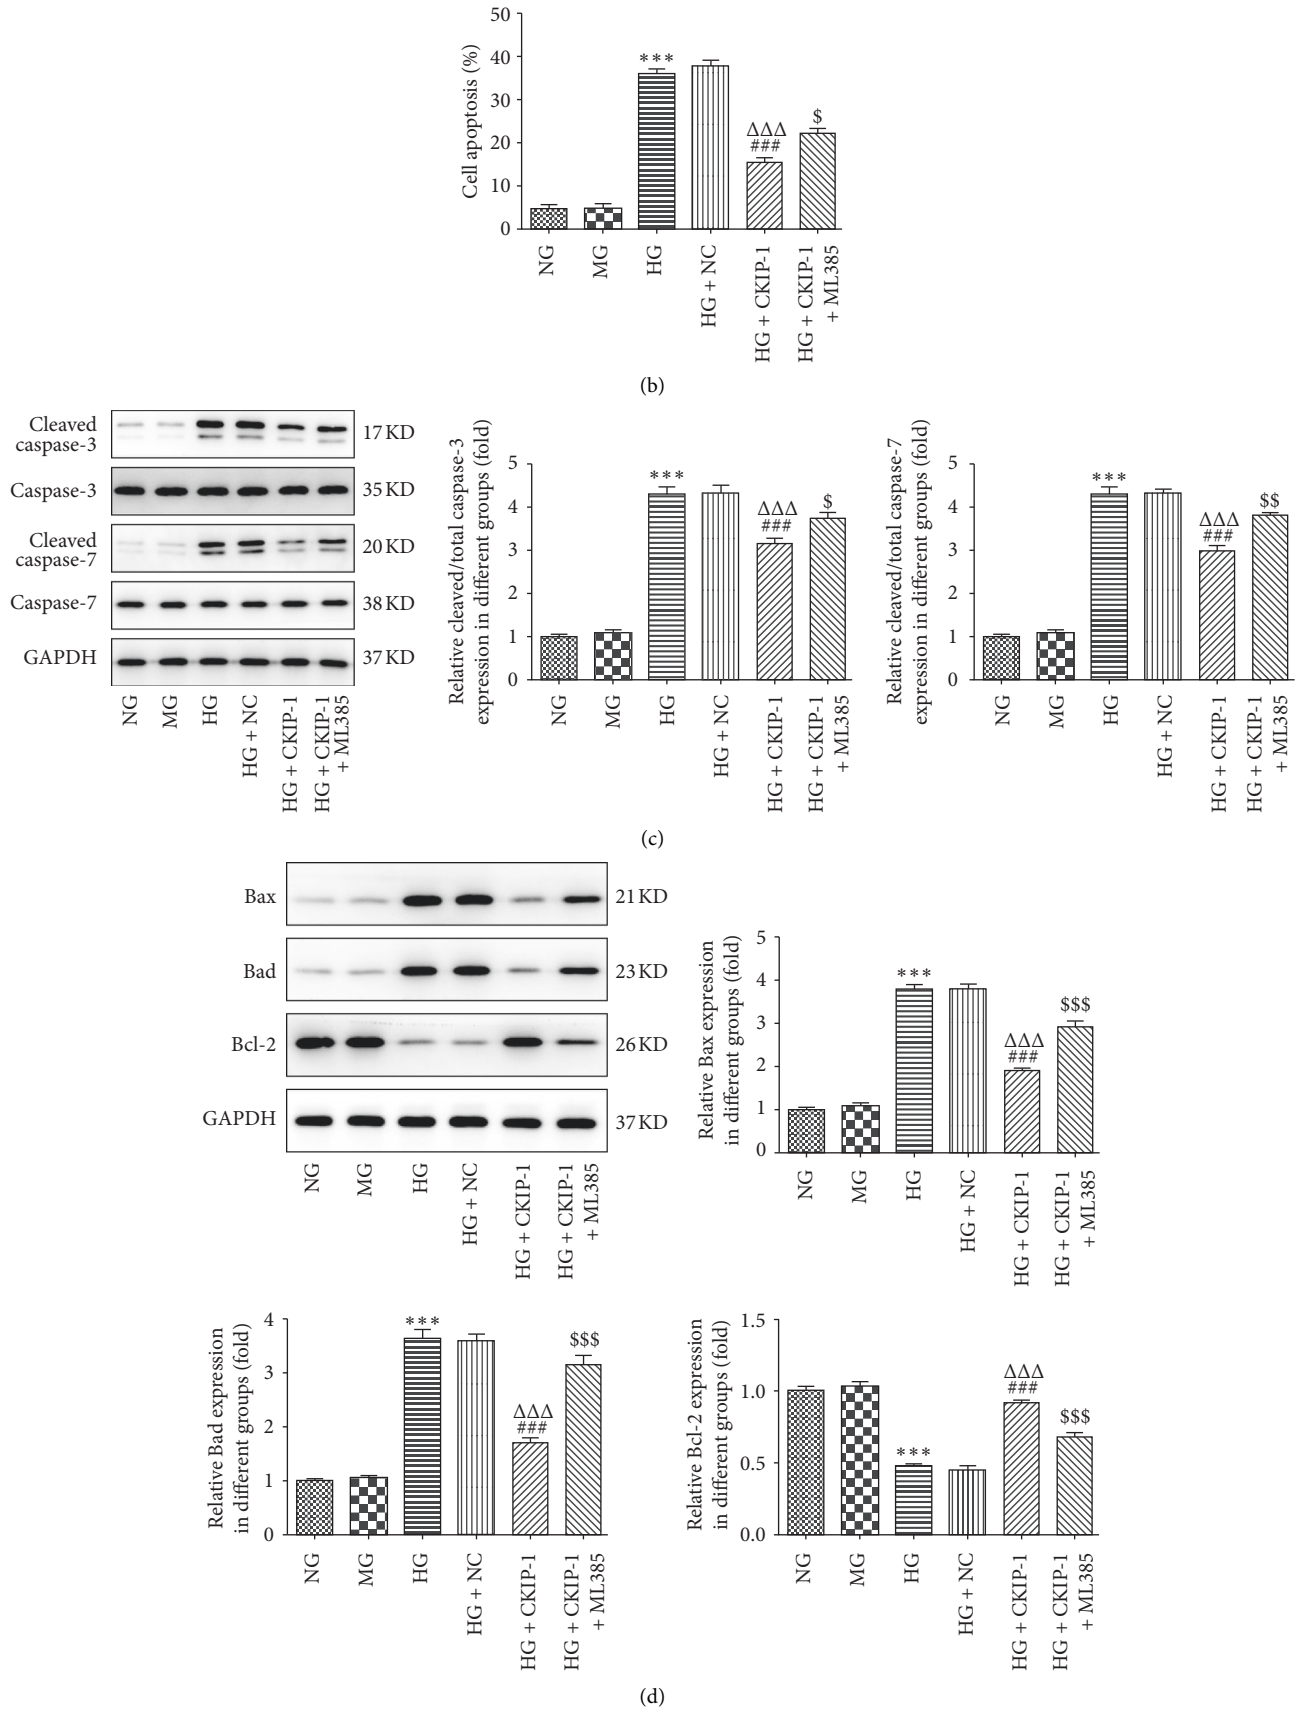 Cell apoptosis (%)
50
40
30
20
10
0
***
ΔΔΔ
###
$
NG
MG
HG
HG + NC
HG + CKIP-1
HG + CKIP-1
+ ML385
(b)
Cleaved
caspase-3
17 KD
Caspase-3
35 KD
Cleaved
caspase-7
20 KD
Caspase-7
38 KD
GAPDH
37 KD
NG
MG
HG
HG + NC
HG + CKIP-1
HG + CKIP-1
+ ML385
Relative cleaved/total caspase-3
expression in different groups (fold)
5
4
3
2
1
0
***
ΔΔΔ
###
$
NG
MG
HG
HG + NC
HG + CKIP-1
HG + CKIP-1
+ ML385
Relative cleaved/total caspase-7
expression in different groups (fold)
5
4
3
2
1
0
***
ΔΔΔ
###
$$
NG
MG
HG
HG + NC
HG + CKIP-1
HG + CKIP-1
+ ML385
(c)
Bax
21 KD
Bad
23 KD
Bcl-2
26 KD
GAPDH
37 KD
NG
MG
HG
HG + NC
HG + CKIP-1
HG + CKIP-1
+ ML385
Relative Bax expression
in different groups (fold)
5
4
3
2
1
0
***
ΔΔΔ
###
$$$
NG
MG
HG
HG + NC
HG + CKIP-1
HG + CKIP-1
+ ML385
Relative Bad expression
in different groups (fold)
4
3
2
1
0
***
ΔΔΔ
###
$$$
NG
MG
HG
HG + NC
HG + CKIP-1
HG + CKIP-1
+ ML385
Relative Bcl-2 expression
in different groups (fold)
1.5
1.0
0.5
0.0
***
ΔΔΔ
###
$$$
NG
MG
HG
HG + NC
HG + CKIP-1
HG + CKIP-1
+ ML385
(d)